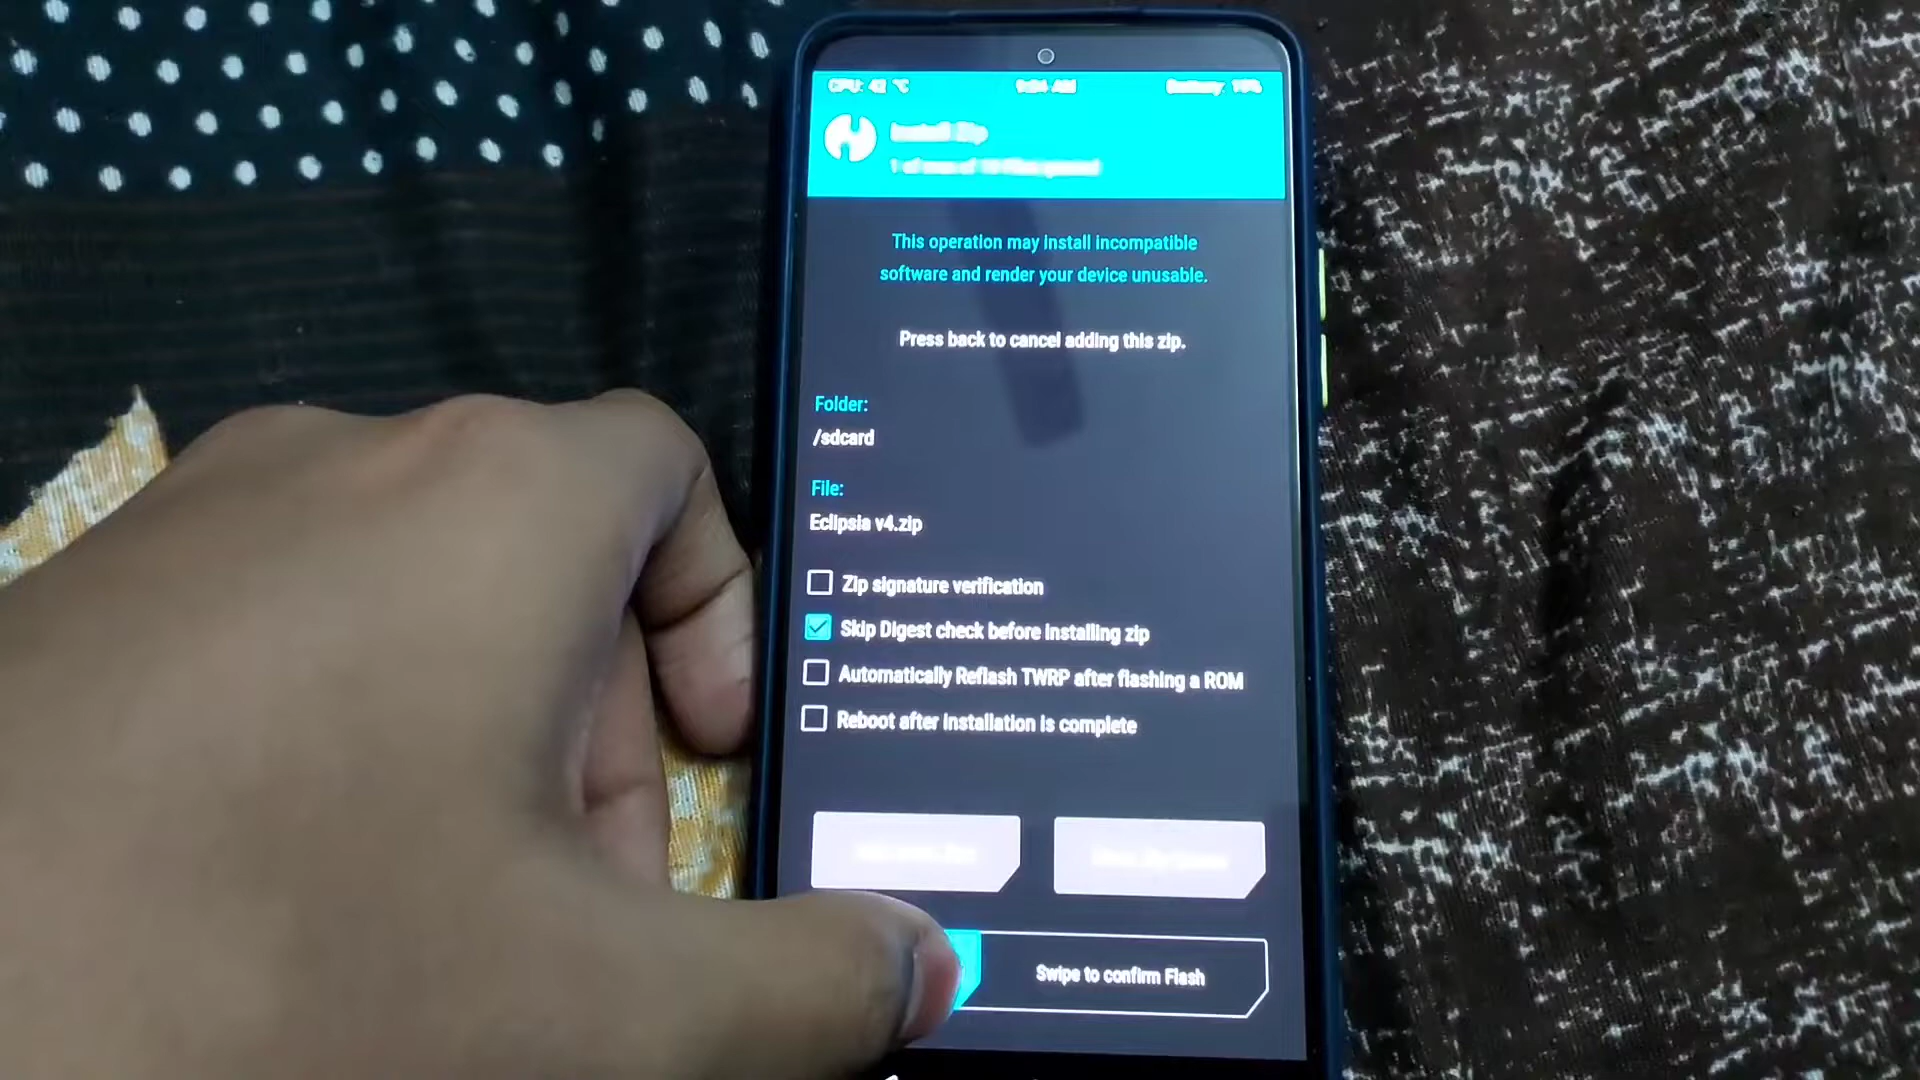 Install Zip
This operation may install incompatible
software and render your device unusable.
Press back to cancel adding this zip.
Folder:
/sdcard
File:
Eclipsia v4.zip
Zip signature verification
Skip Digest check before installing zip
Automatically Reflash TWRP after flashing a ROM
Reboot after installation is complete
Swipe to confirm Flash